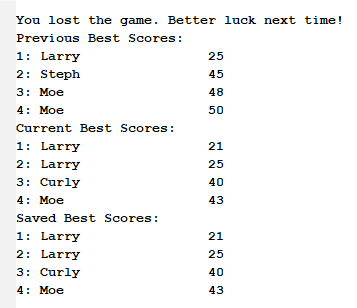 You lost the game. Better luck next time!
Previous Best Scores:
1: Larry 25
2: Steph 45
3: Moe 48
4: Moe 50
Current Best Scores:
1: Larry 21
2: Larry 25
3: Curly 40
4: Moe 43
Saved Best Scores:
1: Larry 21
2: Larry 25
3: Curly 40
4: Moe 43